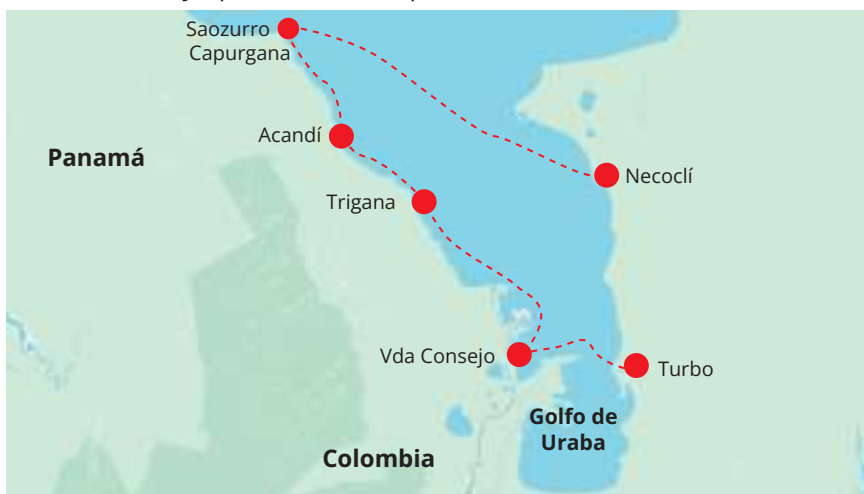 Saozurro
Capurgana
Acandí
Panamá
Necoclí
Trigana
Vda Consejo
Turbo
Golfo de
Uraba
Colombia